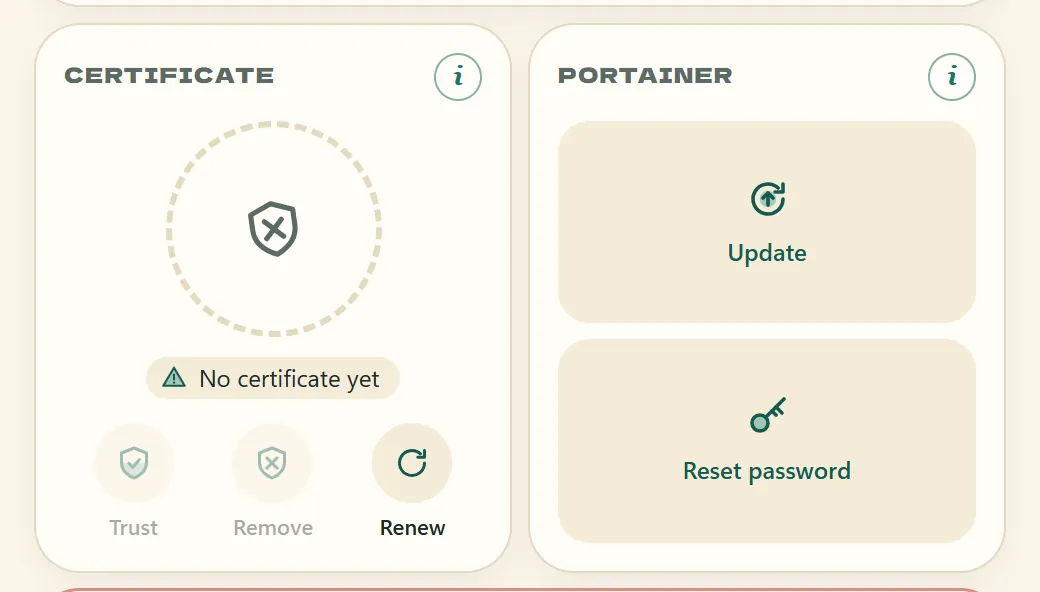 CERTIFICATE
i
No certificate yet
Trust
Remove
Renew
PORTAINER
i
Update
Reset password